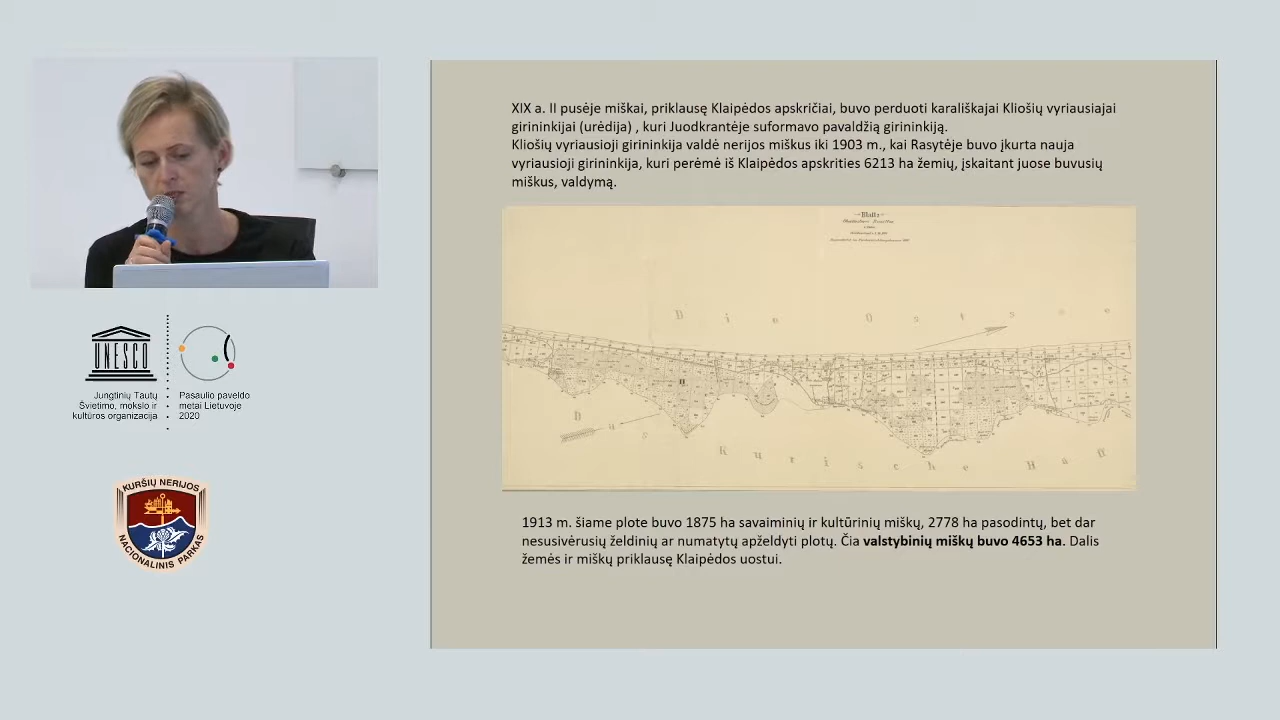 XIX a. II pusėje miškai, priklausę Klaipėdos apskričiai, buvo perduoti karališkajai Kliošių vyriausiajai
girininkijai (urėdija) , kuri Juodkrantėje suformavo pavaldžią girininkiją.
Kliošių vyriausioji girininkija valdė nerijos miškus iki 1903 m., kai Rasytėje buvo įkurta nauja
vyriausioji girininkija, kuri perėmė iš Klaipėdos apskrities 6213 ha žemių, įskaitant juose buvusių
miškus, valdymą.
Blatt
Die Ostsee
II
Das
Kurische Haff
1913 m. šiame plote buvo 1875 ha savaiminių ir kultūrinių miškų, 2778 ha pasodintų, bet dar
nesusivėrusių želdinių ar numatytų apželdyti plotų. Čia valstybinių miškų buvo 4653 ha. Dalis
žemės ir miškų priklausę Klaipėdos uostui.
UNESCO
Jungtinių Tautų
Švietimo, mokslo ir
kultūros organizacija
Pasaulio paveldo
metai Lietuvoje
2020
KURŠIŲ NERIJOS
NACIONALINIS PARKAS